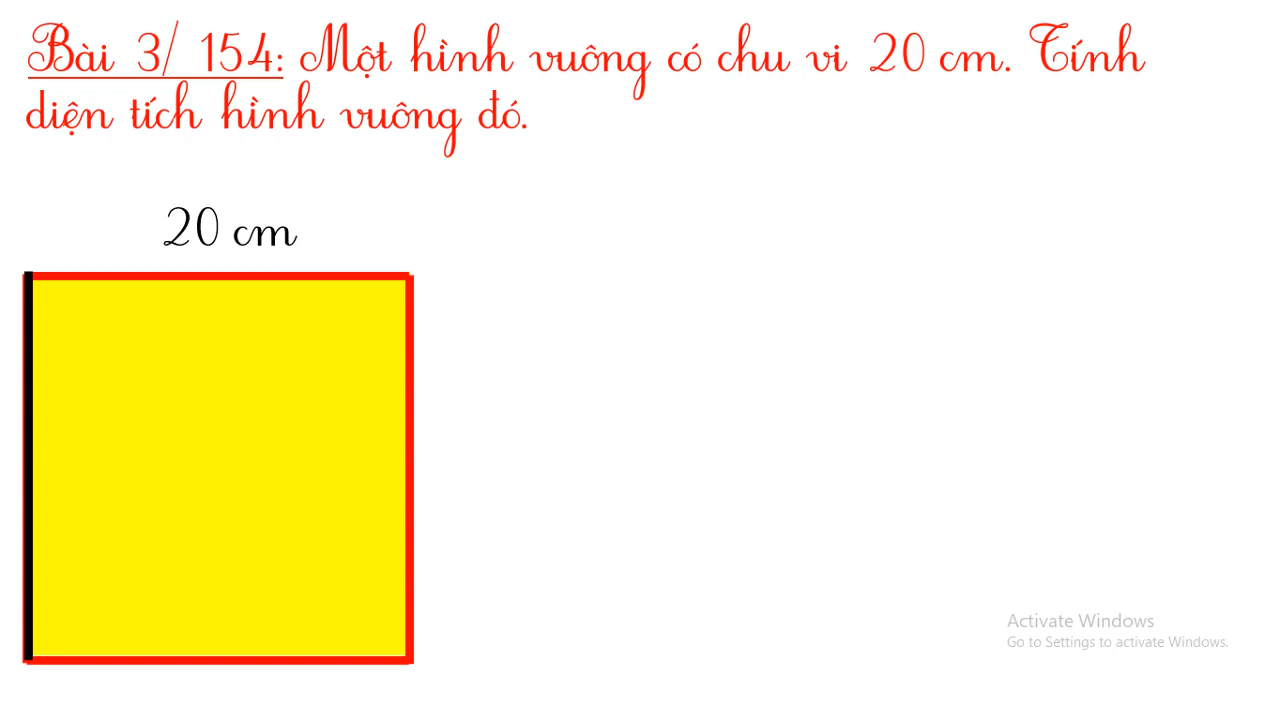 Bài 3/ 154: Một hình vuông có chu vi 20 cm. Tính
diện tích hình vuông đó.
20 cm
Activate Windows
Go to Settings to activate Windows.